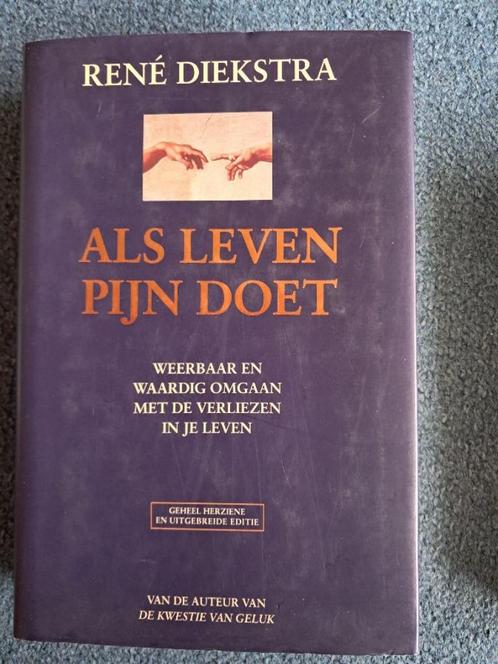 RENÉ DIEKSTRA
ALS LEVEN
PIJN DOET
WEERBAAR EN
WAARDIG OMGAAN
MET DE VERLIEZEN
IN JE LEVEN
GEHEEL HERZIENE
EN UITGEBREIDE EDITIE
VAN DE AUTEUR VAN
DE KWESTIE VAN GELUK